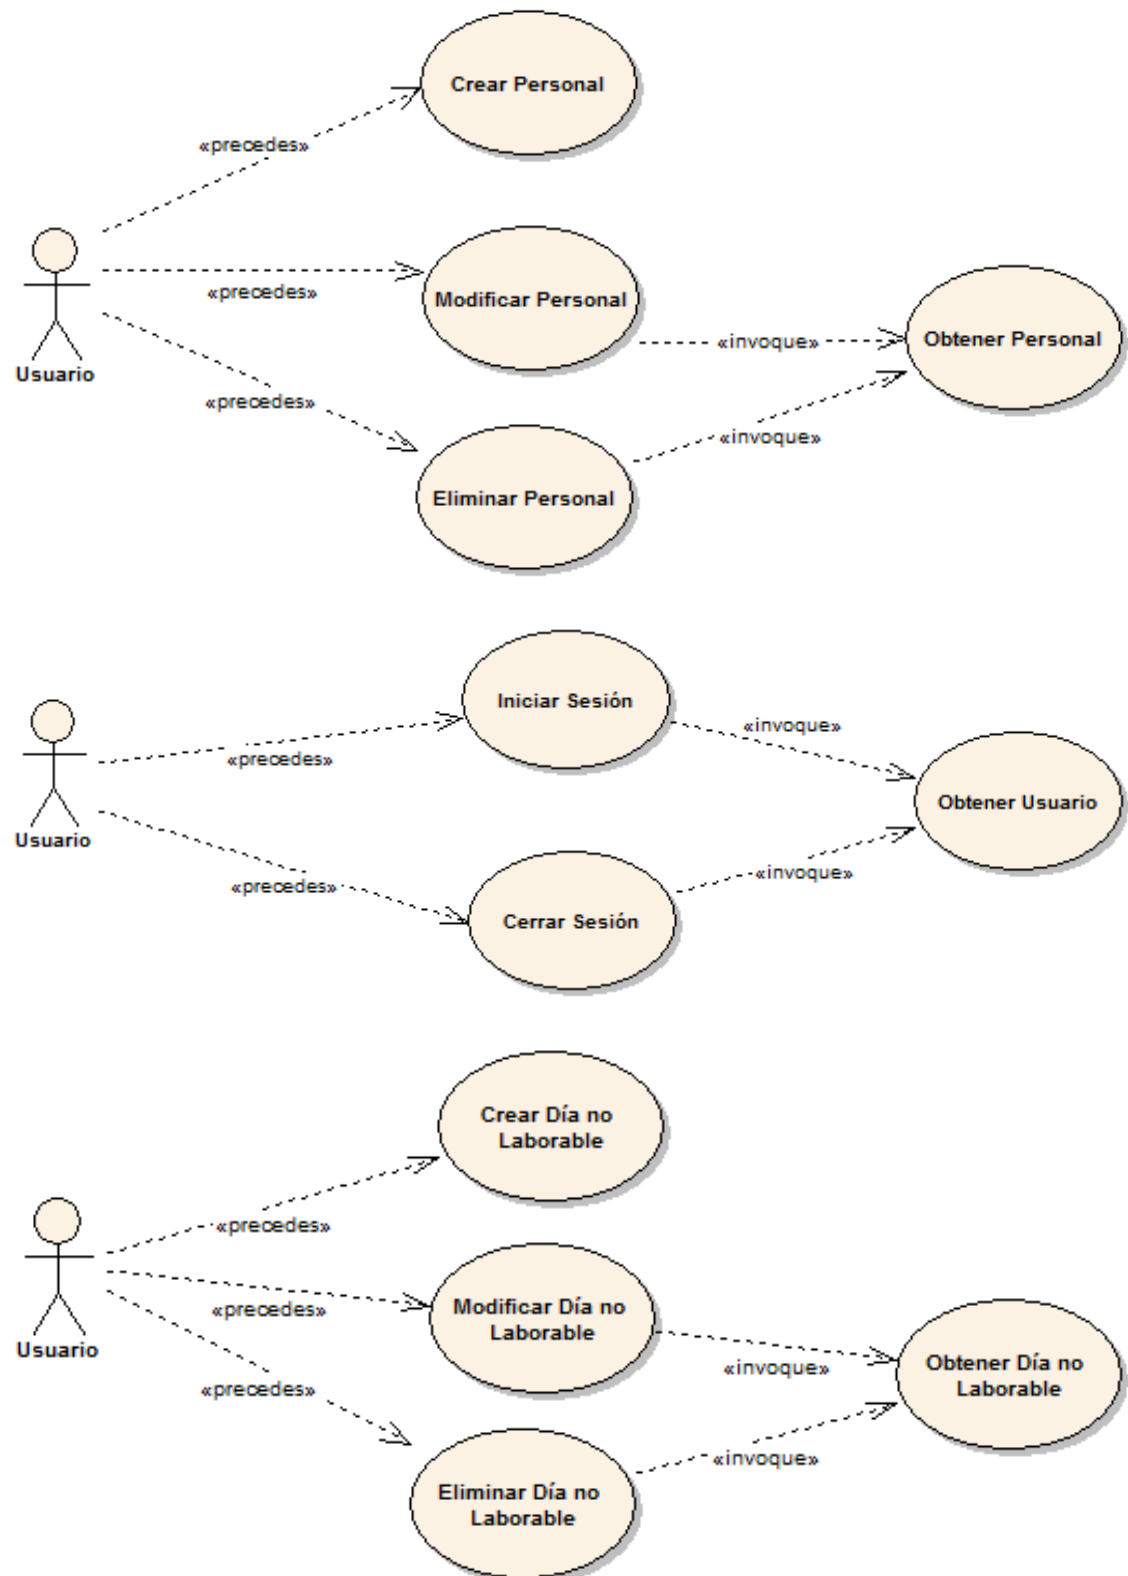 Crear Personal
«precedes»
Modificar Personal
«precedes»
Usuario
«invoque»
Obtener Personal
«precedes»
«invoque»
Eliminar Personal
Iniciar Sesión
«invoque»
«precedes»
Obtener Usuario
Usuario
«precedes»
«invoque»
Cerrar Sesión
Crear Día no
Laborable
«precedes»
Modificar Día no
Laborable
«precedes»
Usuario
«invoque»
Obtener Día no
Laborable
«precedes»
«invoque»
Eliminar Día no
Laborable